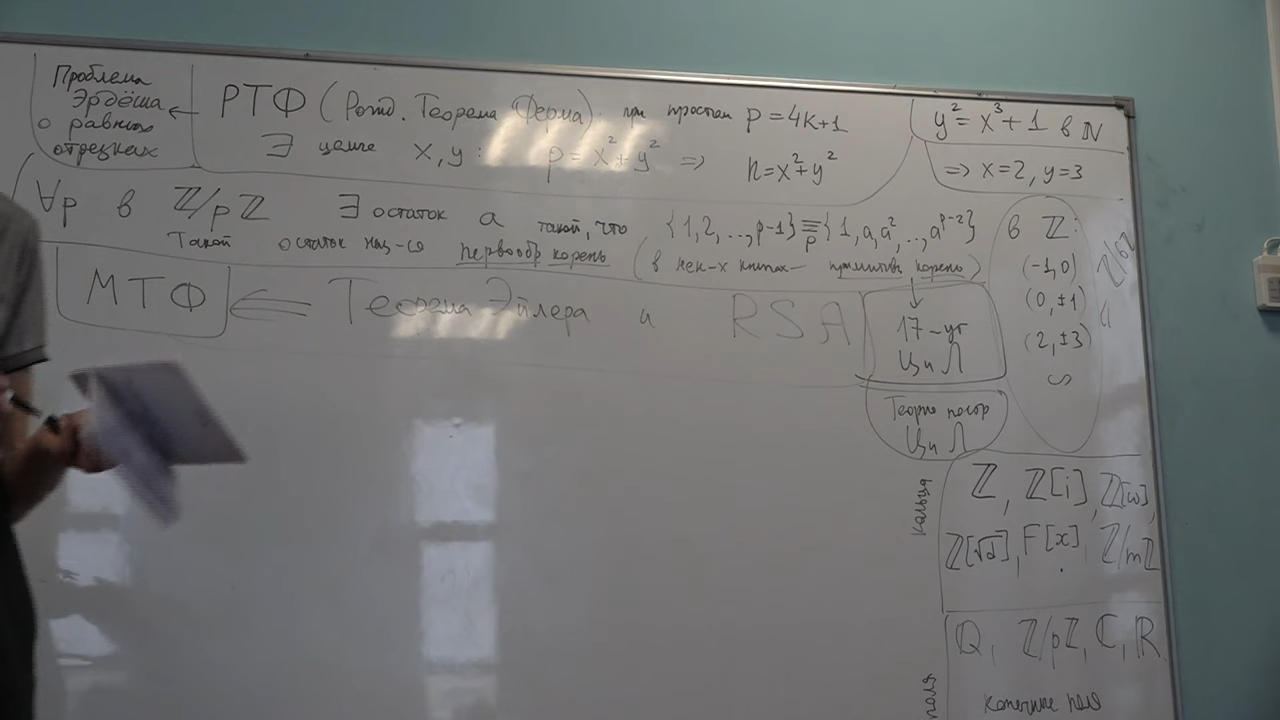 Проблема
Эрдёша
о равных
отрезках
← РТФ (Рожд. Теорема Ферма) при простом p = 4k+1
∃ целые x, y : p = x² + y² ⇒ n = x² + y²
y² = x³ + 1 в ℕ
⇒ x = 2, y = 3
∀p в ℤ/pℤ ∃ остаток a такой, что {1, 2, ..., p-1} ≡ₚ {1, a, a², ..., a^{p-2}}
Такой остаток наз-ся первообр корень (в нек-х книгах – примитивн. корень)
МТФ ⇐ Теорема Эйлера и RSA
17-уг
Ци Л
Теория постр
Ци Л
в ℤ:
(-1, 0)
(0, ±1)
(2, ±3)
Кольца
ℤ, ℤ[i], ℤ[ω],
ℤ[√d], F[x], ℤ/mℤ
поля
ℚ, ℤ/pℤ, ℂ, ℝ
конечные поля